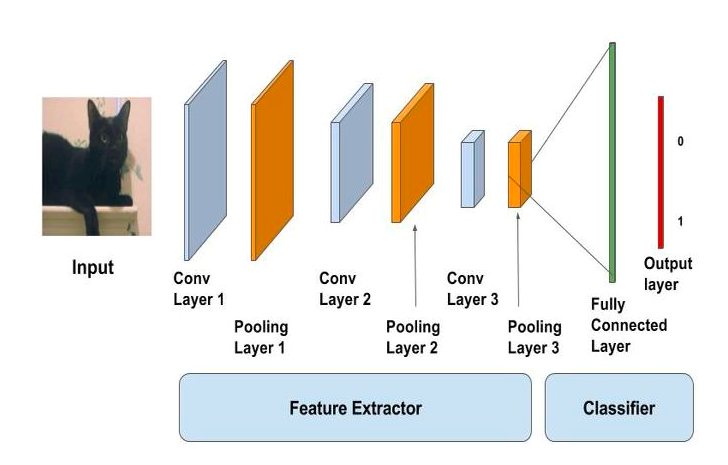 Input
Conv
Layer 1
Pooling
Layer 1
Conv
Layer 2
Pooling
Layer 2
Conv
Layer 3
Pooling
Layer 3
Fully
Connected
Layer
0
1
Output
layer
Feature Extractor
Classifier